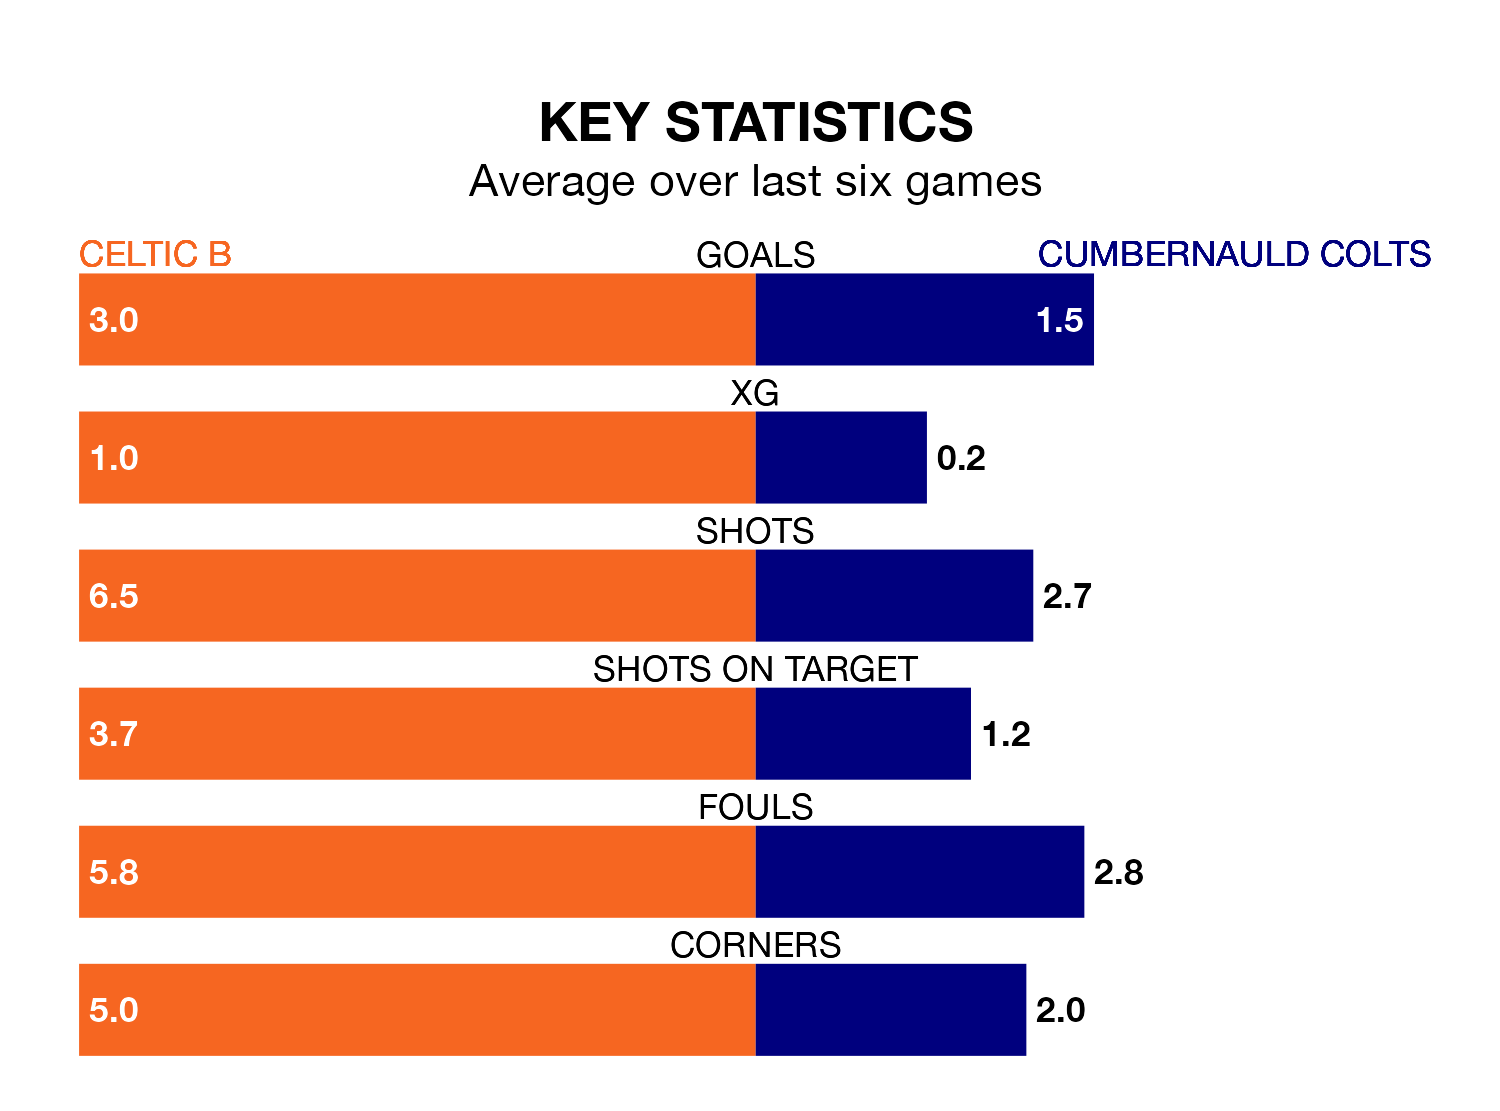 KEY STATISTICS
Average over last six games
CELTIC B GOALS CUMBERNAULD COLTS
3.0 1.5
XG
1.0 0.2
SHOTS
6.5 2.7
SHOTS ON TARGET
3.7 1.2
FOULS
5.8 2.8
CORNERS
5.0 2.0